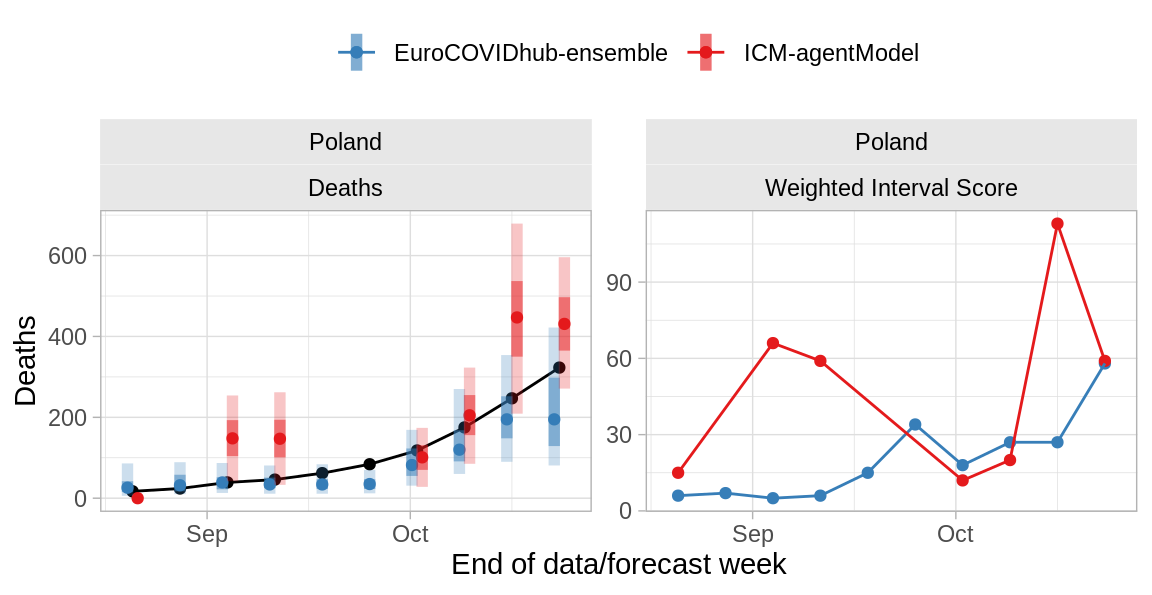 EuroCOVIDhub-ensemble ICM-agentModel
Poland
Deaths
Deaths
600
400
200
0
Sep Oct
Poland
Weighted Interval Score
90
60
30
0
Sep Oct
End of data/forecast week